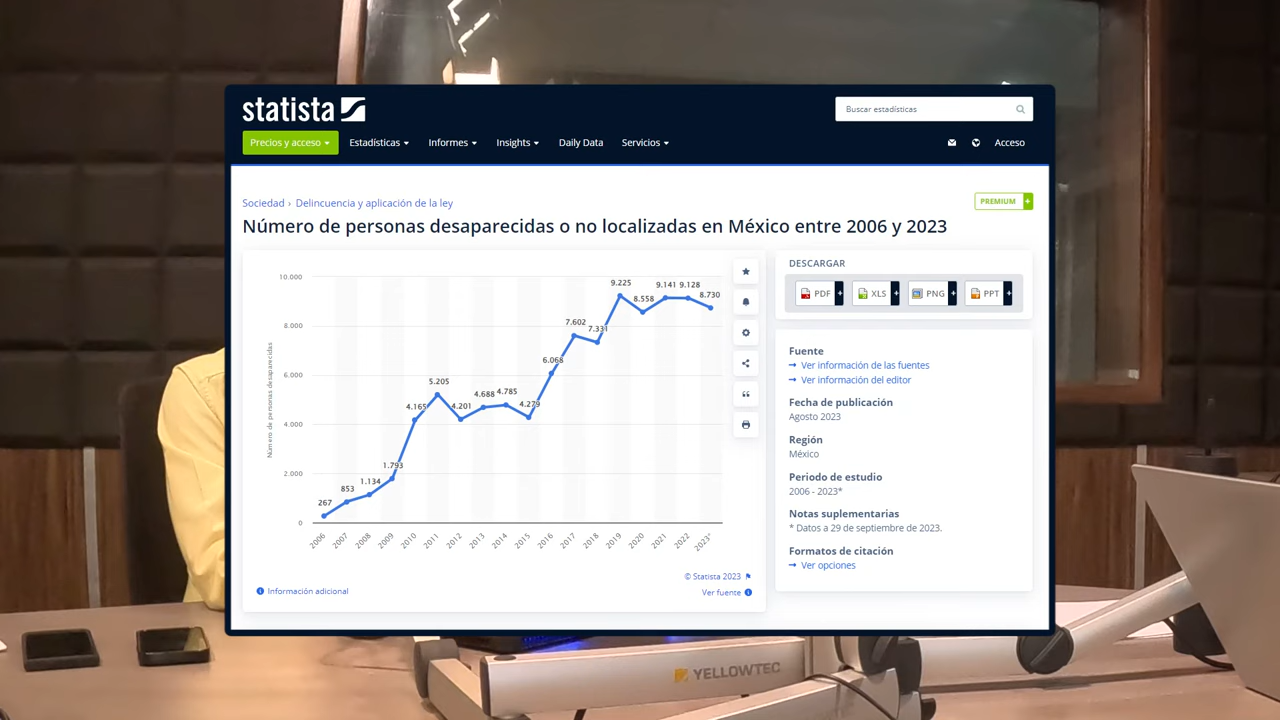 statista
Buscar estadísticas
Precios y acceso Estadísticas Informes Insights Daily Data Servicios Acceso
Sociedad › Delincuencia y aplicación de la ley
PREMIUM +
Número de personas desaparecidas o no localizadas en México entre 2006 y 2023
Número de personas desaparecidas
10.000
8.000
6.000
4.000
2.000
0
267 853 1.134 1.793 4.165 5.205 4.201 4.688 4.785 4.279 6.068 7.602 7.331 9.225 8.558 9.141 9.128 8.730
2006 2007 2008 2009 2010 2011 2012 2013 2014 2015 2016 2017 2018 2019 2020 2021 2022 2023*
Información adicional
© Statista 2023
Ver fuente
DESCARGAR
PDF + XLS + PNG + PPT +
Fuente
→ Ver información de las fuentes
→ Ver información del editor
Fecha de publicación
Agosto 2023
Región
México
Periodo de estudio
2006 - 2023*
Notas suplementarias
* Datos a 29 de septiembre de 2023.
Formatos de citación
→ Ver opciones
YELLOWTEC